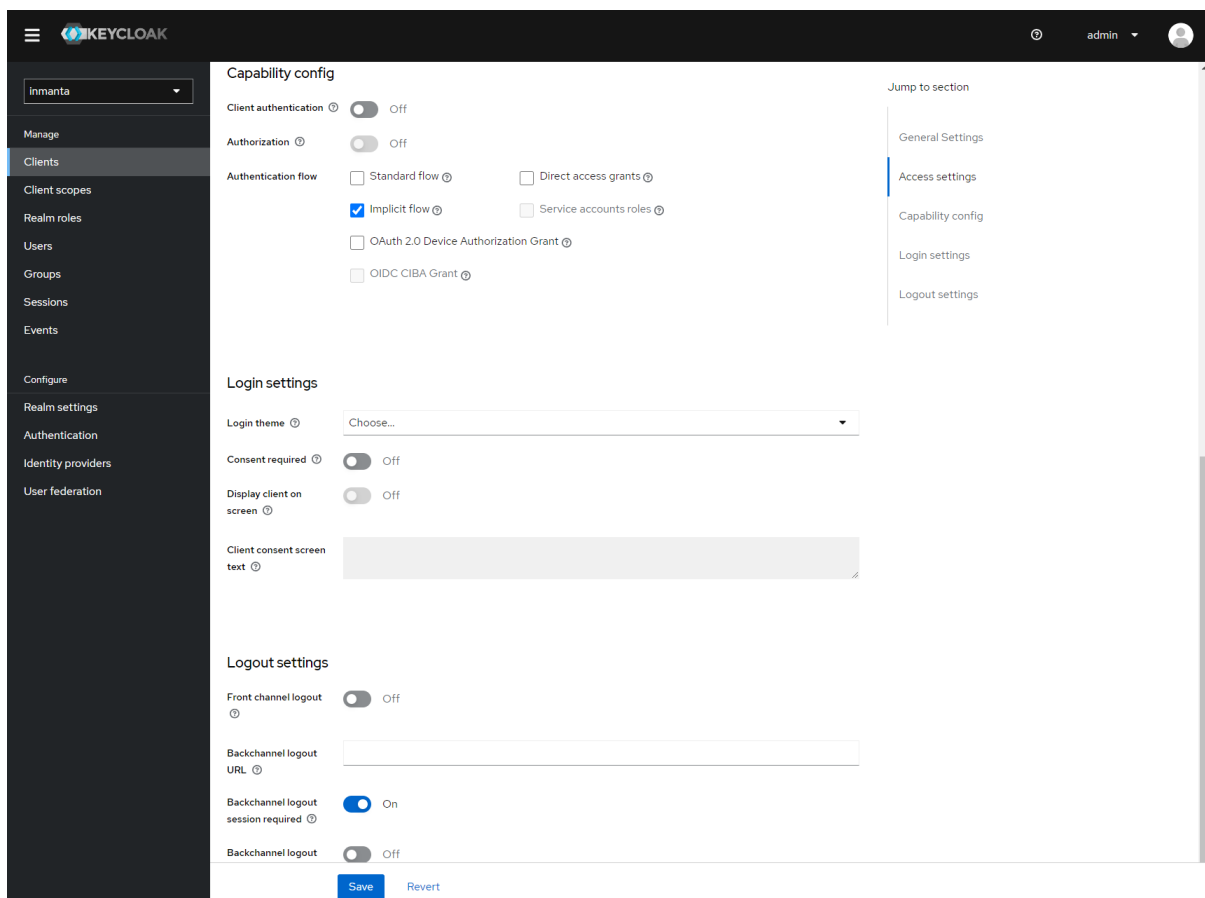 KEYCLOAK
admin
inmanta
Manage
Clients
Client scopes
Realm roles
Users
Groups
Sessions
Events
Configure
Realm settings
Authentication
Identity providers
User federation
Capability config
Client authentication
Off
Authorization
Off
Authentication flow
Standard flow
Direct access grants
Implicit flow
Service accounts roles
OAuth 2.0 Device Authorization Grant
OIDC CIBA Grant
Login settings
Login theme
Choose...
Consent required
Off
Display client on
screen
Off
Client consent screen
text
Logout settings
Front channel logout
Off
Backchannel logout
URL
Backchannel logout
session required
On
Backchannel logout
Off
Save
Revert
Jump to section
General Settings
Access settings
Capability config
Login settings
Logout settings